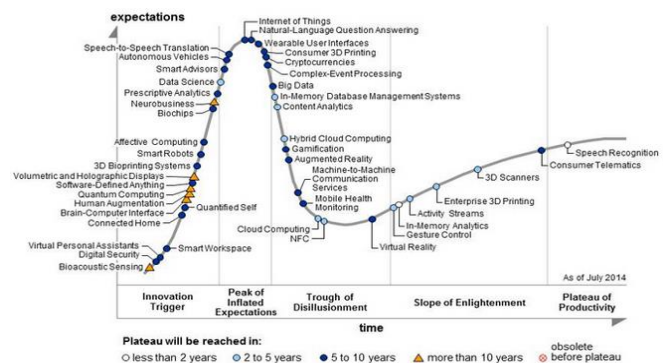 expectations
Internet of Things
Natural-Language Question Answering
Wearable User Interfaces
Speech-to-Speech Translation
Consumer 3D Printing
Autonomous Vehicles
Cryptocurrencies
Smart Advisors
Complex-Event Processing
Data Science
Big Data
Prescriptive Analytics
In-Memory Database Management Systems
Neurobusiness
Content Analytics
Biochips
Hybrid Cloud Computing
Affective Computing
Gamification
Speech Recognition
Smart Robots
Augmented Reality
Consumer Telematics
3D Bioprinting Systems
Machine-to-Machine
Communication
Services
Volumetric and Holographic Displays
3D Scanners
Software-Defined Anything
Quantum Computing
Mobile Health
Monitoring
Enterprise 3D Printing
Human Augmentation
Quantified Self
Activity Streams
Brain-Computer Interface
Connected Home
In-Memory Analytics
Cloud Computing
Gesture Control
NFC
Virtual Reality
Virtual Personal Assistants
Smart Workspace
Digital Security
Bioacoustic Sensing
As of July 2014
Innovation
Trigger
Peak of
Inflated
Expectations
Trough of
Disillusionment
Slope of Enlightenment
Plateau of
Productivity
time
Plateau will be reached in:
less than 2 years
2 to 5 years
5 to 10 years
more than 10 years
obsolete
before plateau